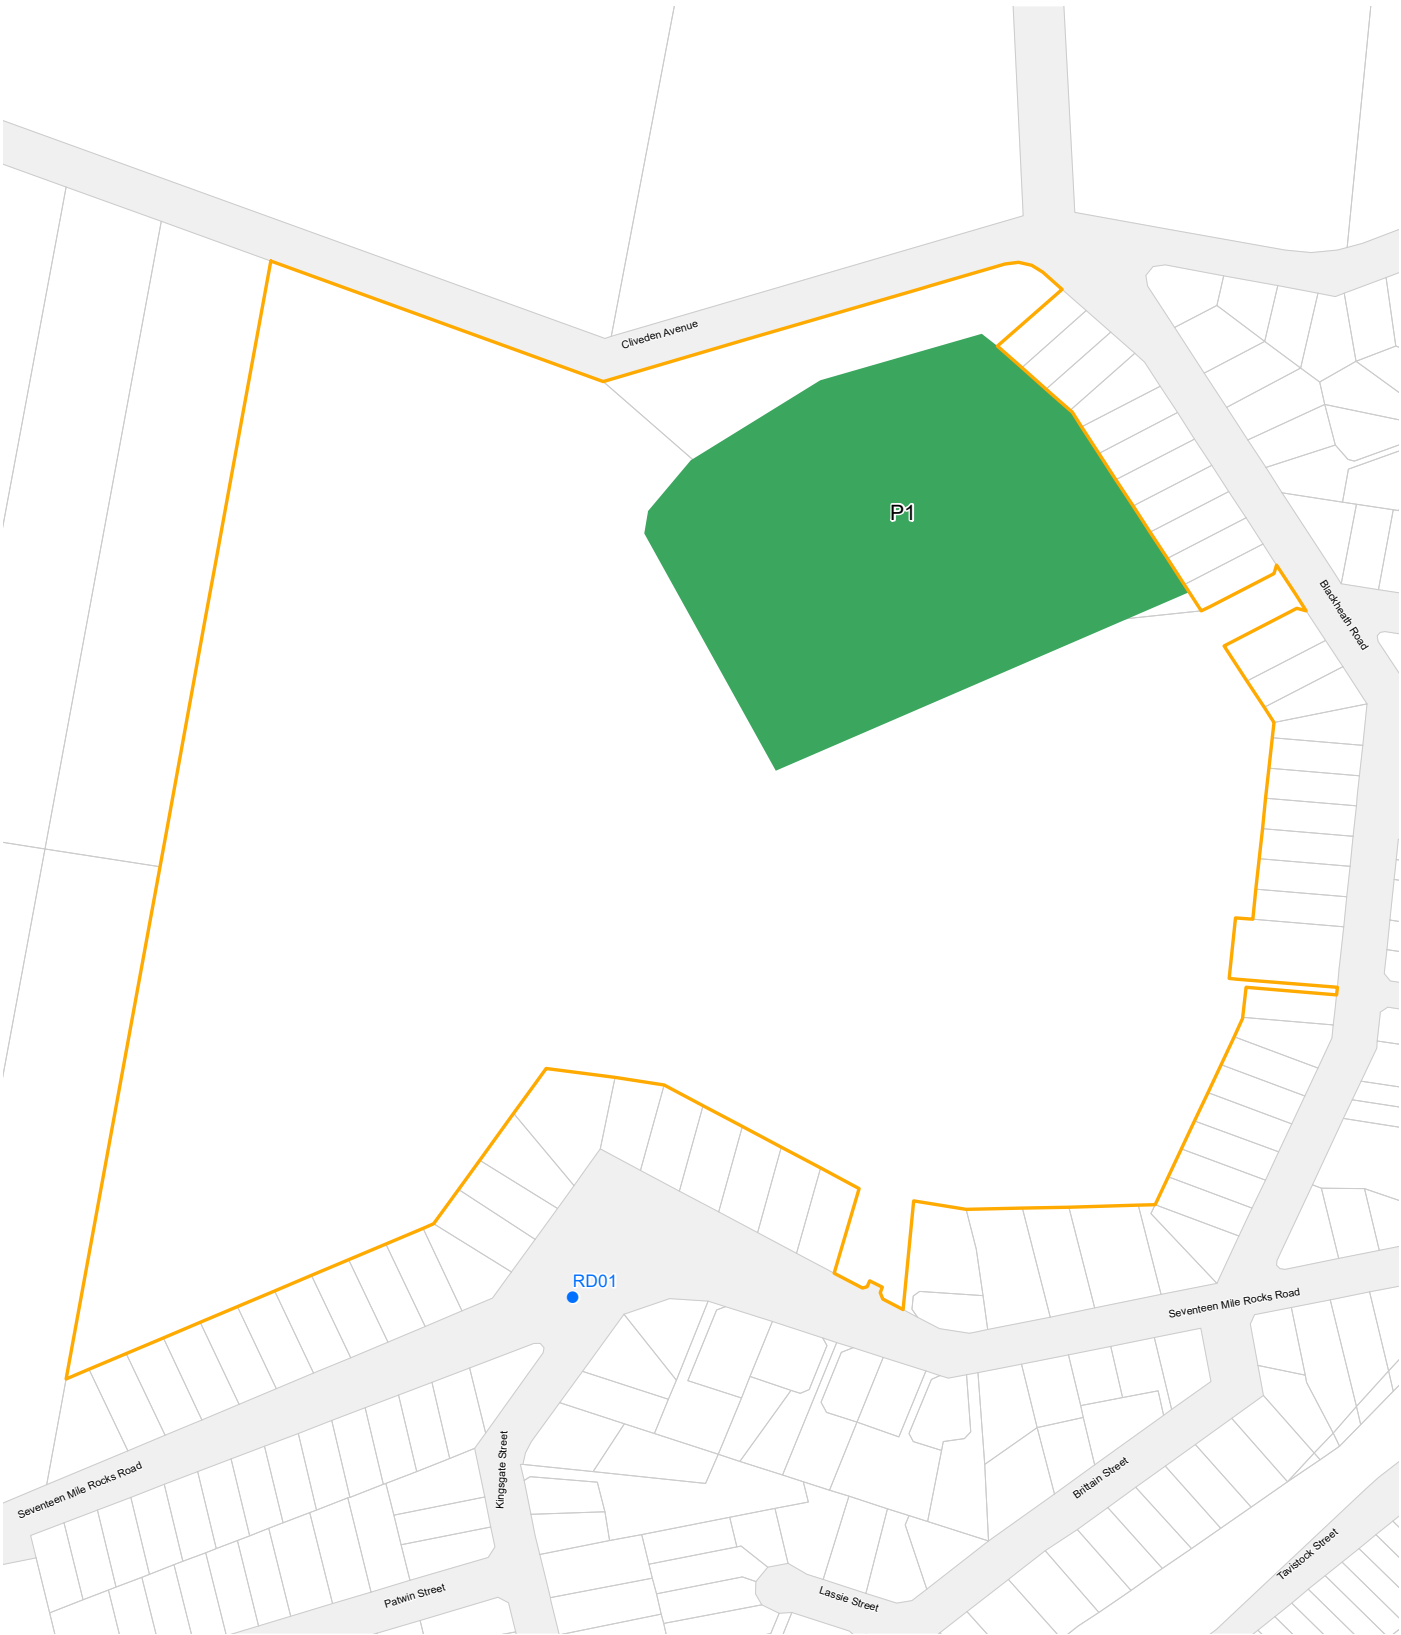 Cliveden Avenue
P1
Blackheath Road
RD01
Seventeen Mile Rocks Road
Kingsgate Street
Seventeen Mile Rocks Road
Brittain Street
Tavistock Street
Patwin Street
Lassie Street